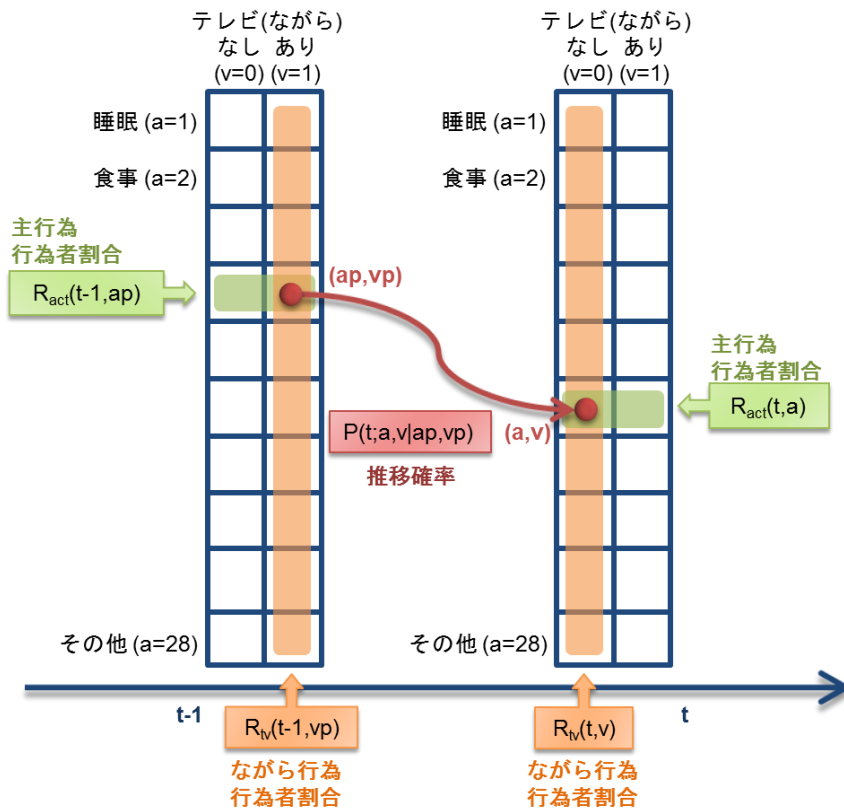 テレビ(ながら)
なし あり
(v=0) (v=1)
睡眠 (a=1)
食事 (a=2)
主行為
行為者割合
Ract(t-1,ap)
(ap,vp)
その他 (a=28)
テレビ(ながら)
なし あり
(v=0) (v=1)
睡眠 (a=1)
食事 (a=2)
主行為
行為者割合
Ract(t,a)
P(t;a,v|ap,vp)
(a,v)
推移確率
その他 (a=28)
t-1
t
Rtv(t-1,vp)
ながら行為
行為者割合
Rtv(t,v)
ながら行為
行為者割合